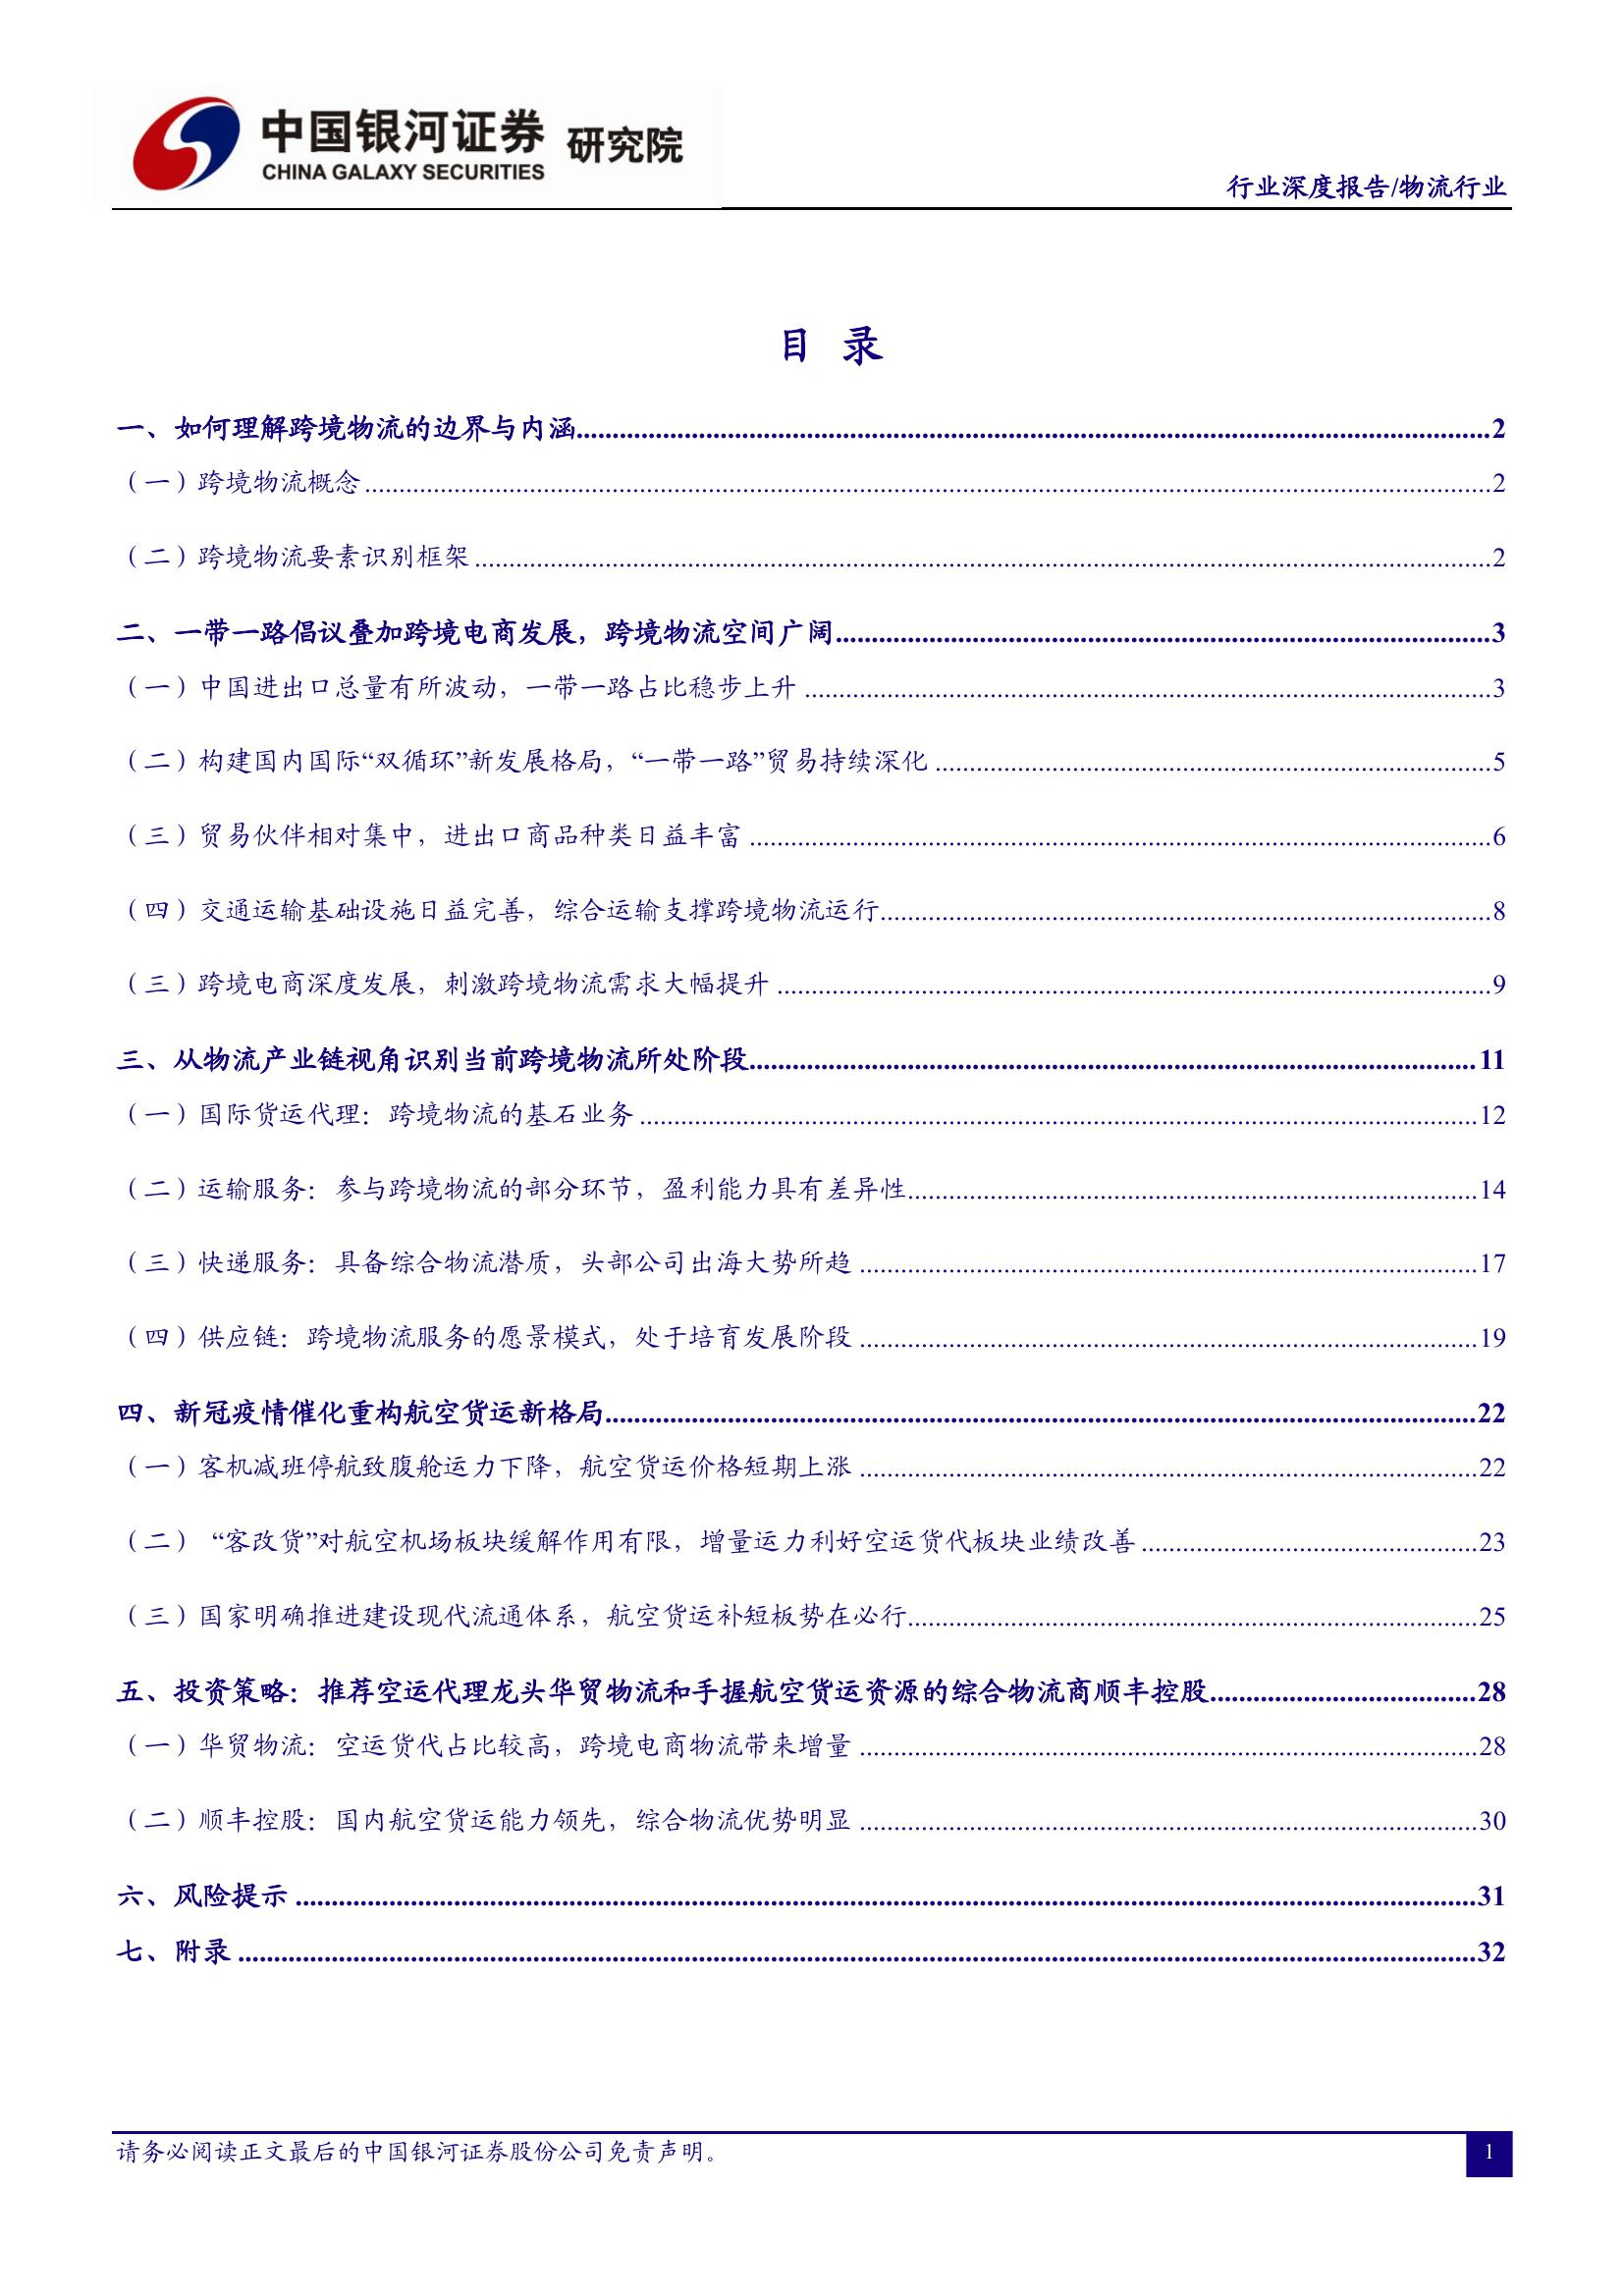 中国银河证券 研究院
CHINA GALAXY SECURITIES
行业深度报告/物流行业
目 录
一、如何理解跨境物流的边界与内涵........2
（一）跨境物流概念........2
（二）跨境物流要素识别框架........2
二、一带一路倡议叠加跨境电商发展，跨境物流空间广阔........3
（一）中国进出口总量有所波动，一带一路占比稳步上升........3
（二）构建国内国际“双循环”新发展格局，“一带一路”贸易持续深化........5
（三）贸易伙伴相对集中，进出口商品种类日益丰富........6
（四）交通运输基础设施日益完善，综合运输支撑跨境物流运行........8
（三）跨境电商深度发展，刺激跨境物流需求大幅提升........9
三、从物流产业链视角识别当前跨境物流所处阶段........11
（一）国际货运代理：跨境物流的基石业务........12
（二）运输服务：参与跨境物流的部分环节，盈利能力具有差异性........14
（三）快递服务：具备综合物流潜质，头部公司出海大势所趋........17
（四）供应链：跨境物流服务的愿景模式，处于培育发展阶段........19
四、新冠疫情催化重构航空货运新格局........22
（一）客机减班停航致腹舱运力下降，航空货运价格短期上涨........22
（二） “客改货”对航空机场板块缓解作用有限，增量运力利好空运货代板块业绩改善........23
（三）国家明确推进建设现代流通体系，航空货运补短板势在必行........25
五、投资策略：推荐空运代理龙头华贸物流和手握航空货运资源的综合物流商顺丰控股........28
（一）华贸物流：空运货代占比较高，跨境电商物流带来增量........28
（二）顺丰控股：国内航空货运能力领先，综合物流优势明显........30
六、风险提示........31
七、附录........32
请务必阅读正文最后的中国银河证券股份公司免责声明。
1